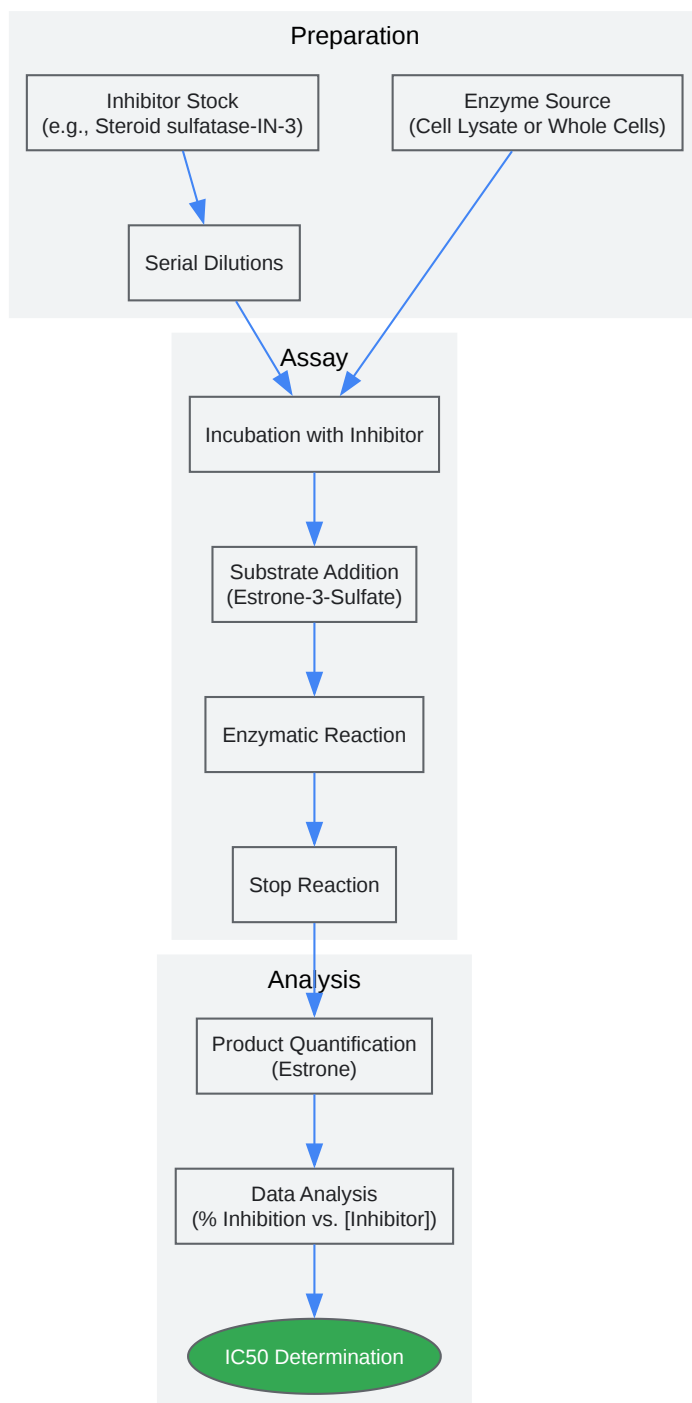 Preparation
Inhibitor Stock
(e.g., Steroid sulfatase-IN-3)
Enzyme Source
(Cell Lysate or Whole Cells)
Serial Dilutions
Assay
Incubation with Inhibitor
Substrate Addition
(Estrone-3-Sulfate)
Enzymatic Reaction
Stop Reaction
Analysis
Product Quantification
(Estrone)
Data Analysis
(% Inhibition vs. [Inhibitor])
IC50 Determination